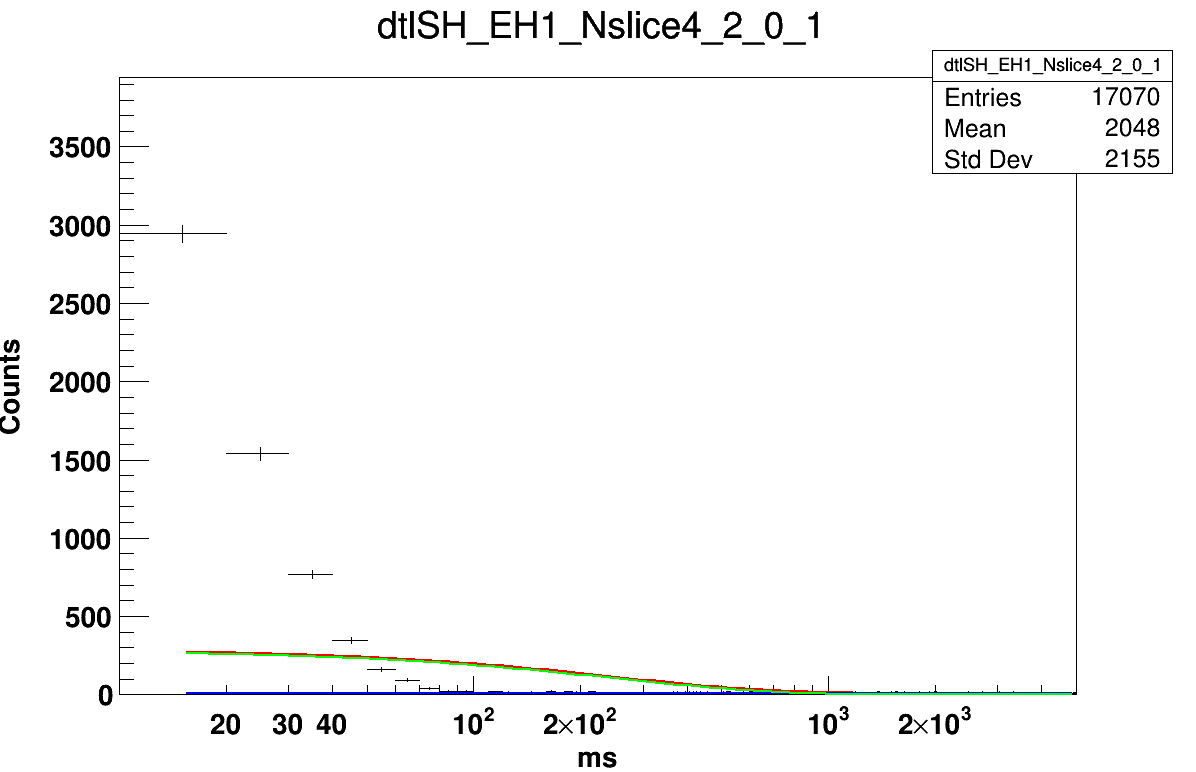 dtlSH_EH1_Nslice4_2_0_1
dtlSH_EH1_Nslice4_2_0_1
Entries 17070
Mean 2048
Std Dev 2155
3500
3000
2500
2000
1500
1000
500
0
Counts
20 30 40 10² 2×10² 10³ 2×10³
ms